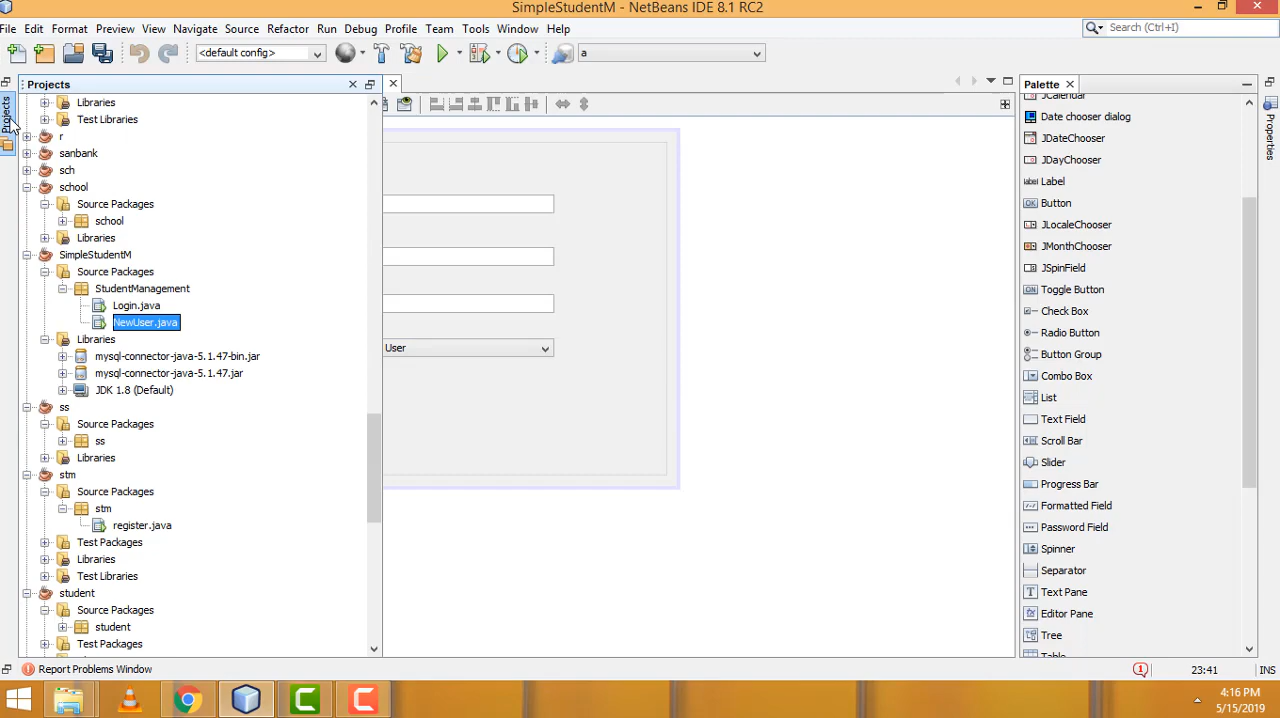 SimpleStudentM - NetBeans IDE 8.1 RC2
File Edit Format Preview View Navigate Source Refactor Run Debug Profile Team Tools Window Help
Search (Ctrl+I)
<default config>
a
Projects
Projects
Libraries
Test Libraries
r
sanbank
sch
school
Source Packages
school
Libraries
SimpleStudentM
Source Packages
StudentManagement
Login.java
NewUser.java
Libraries
mysql-connector-java-5.1.47-bin.jar
mysql-connector-java-5.1.47.jar
JDK 1.8 (Default)
ss
Source Packages
ss
Libraries
stm
Source Packages
stm
register.java
Test Packages
Libraries
Test Libraries
student
Source Packages
student
Test Packages
User
Palette
JCalendar
Date chooser dialog
JDateChooser
JDayChooser
label Label
OK Button
JLocaleChooser
JMonthChooser
JSpinField
ON Toggle Button
Check Box
Radio Button
Button Group
Combo Box
List
Text Field
Scroll Bar
Slider
Progress Bar
Formatted Field
Password Field
Spinner
Separator
T Text Pane
Editor Pane
Tree
Table
Properties
Report Problems Window
1
23:41
INS
4:16 PM
5/15/2019